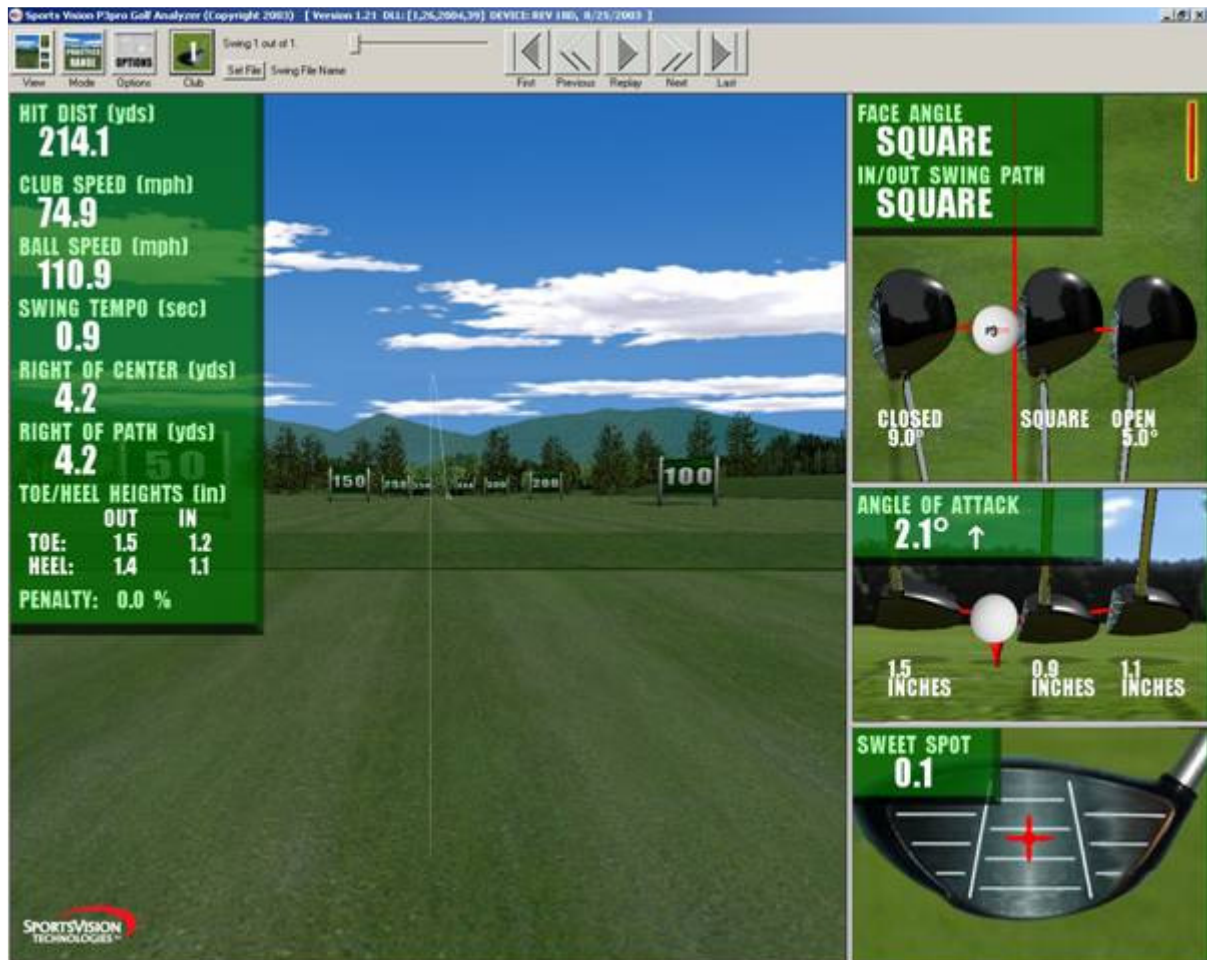 Sports Vision P3pro Golf Analyzer (Copyright 2003) [ Version 1.21 DLL: [1,26,2004,39] DEVICE: REV 18D, 8/25/2003 ]
Swing 1 out of 1.
Set File Swing File Name
PRACTICE RANGE
OPTIONS
View Mode Options Club First Previous Replay Next Last
HIT DIST (yds)
214.1
CLUB SPEED (mph)
74.9
BALL SPEED (mph)
110.9
SWING TEMPO (sec)
0.9
RIGHT OF CENTER (yds)
4.2
RIGHT OF PATH (yds)
4.2
TOE/HEEL HEIGHTS (in)
OUT IN
TOE: 1.5 1.2
HEEL: 1.4 1.1
PENALTY: 0.0 %
50
150
200
100
SPORTSVISION
TECHNOLOGIES
FACE ANGLE
SQUARE
IN/OUT SWING PATH
SQUARE
P3
CLOSED SQUARE OPEN
9.0° 5.0°
ANGLE OF ATTACK
2.1° ↑
1.5 0.9 1.1
INCHES INCHES INCHES
SWEET SPOT
0.1